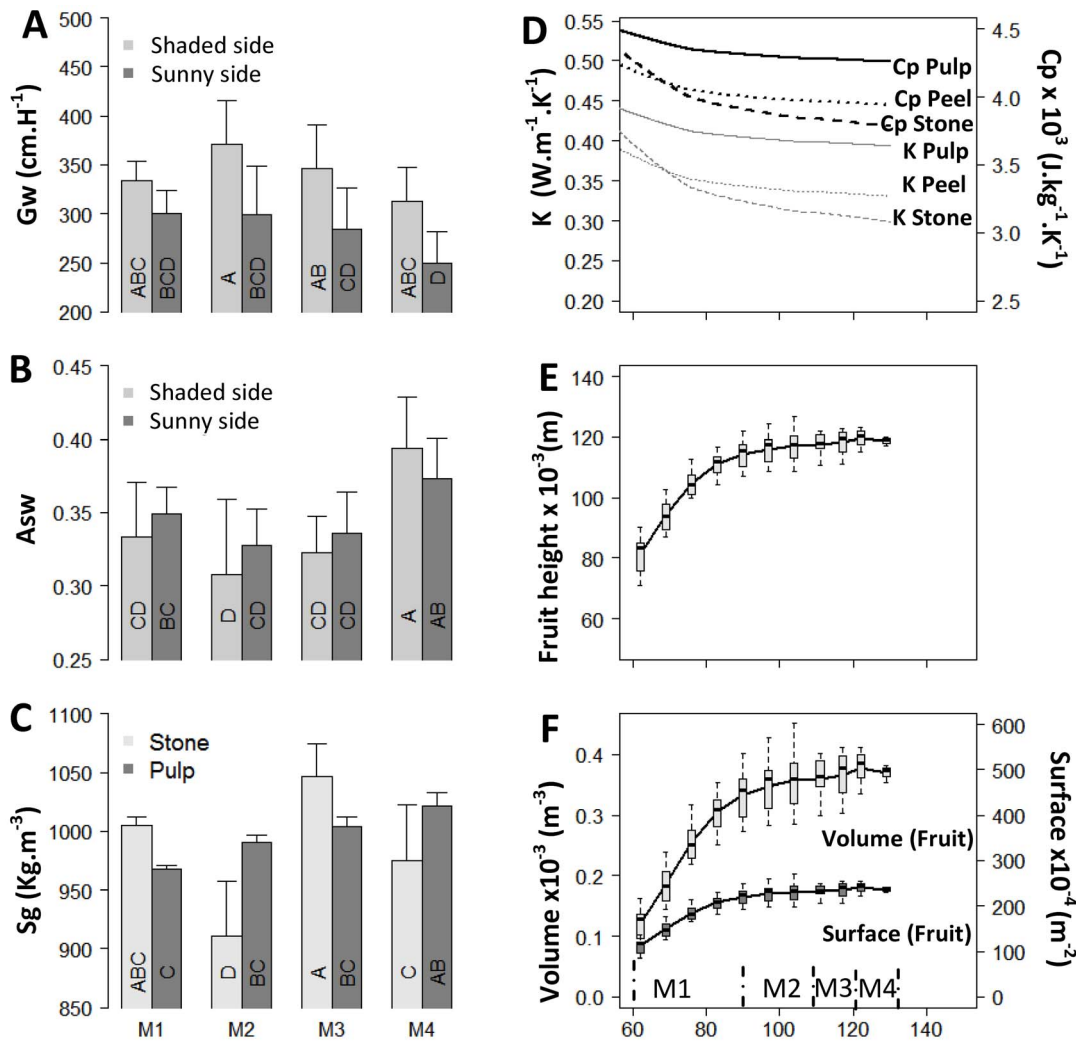 A
Gw (cm.H⁻¹)
500
450
400
350
300
250
200
Shaded side
Sunny side
ABC
BCD
A
BCD
AB
CD
ABC
D
B
Asw
0.45
0.40
0.35
0.30
0.25
Shaded side
Sunny side
CD
BC
D
CD
CD
CD
A
AB
C
Sg (Kg.m⁻³)
1100
1050
1000
950
900
850
Stone
Pulp
ABC
C
D
BC
A
BC
C
AB
M1
M2
M3
M4
D
K (W.m⁻¹.K⁻¹)
0.55
0.50
0.45
0.40
0.35
0.30
0.25
0.20
Cp Pulp
Cp Peel
Cp Stone
K Pulp
K Peel
K Stone
4.5
4.0
3.5
3.0
2.5
Cp x 10³ (J.kg⁻¹.K⁻¹)
E
Fruit height x 10⁻³(m)
140
120
100
80
60
F
Volume x10⁻³ (m⁻³)
0.4
0.3
0.2
0.1
0.0
Volume (Fruit)
Surface (Fruit)
600
500
400
300
200
100
0
Surface x10⁻⁴ (m⁻²)
M1
M2
M3
M4
60
80
100
120
140